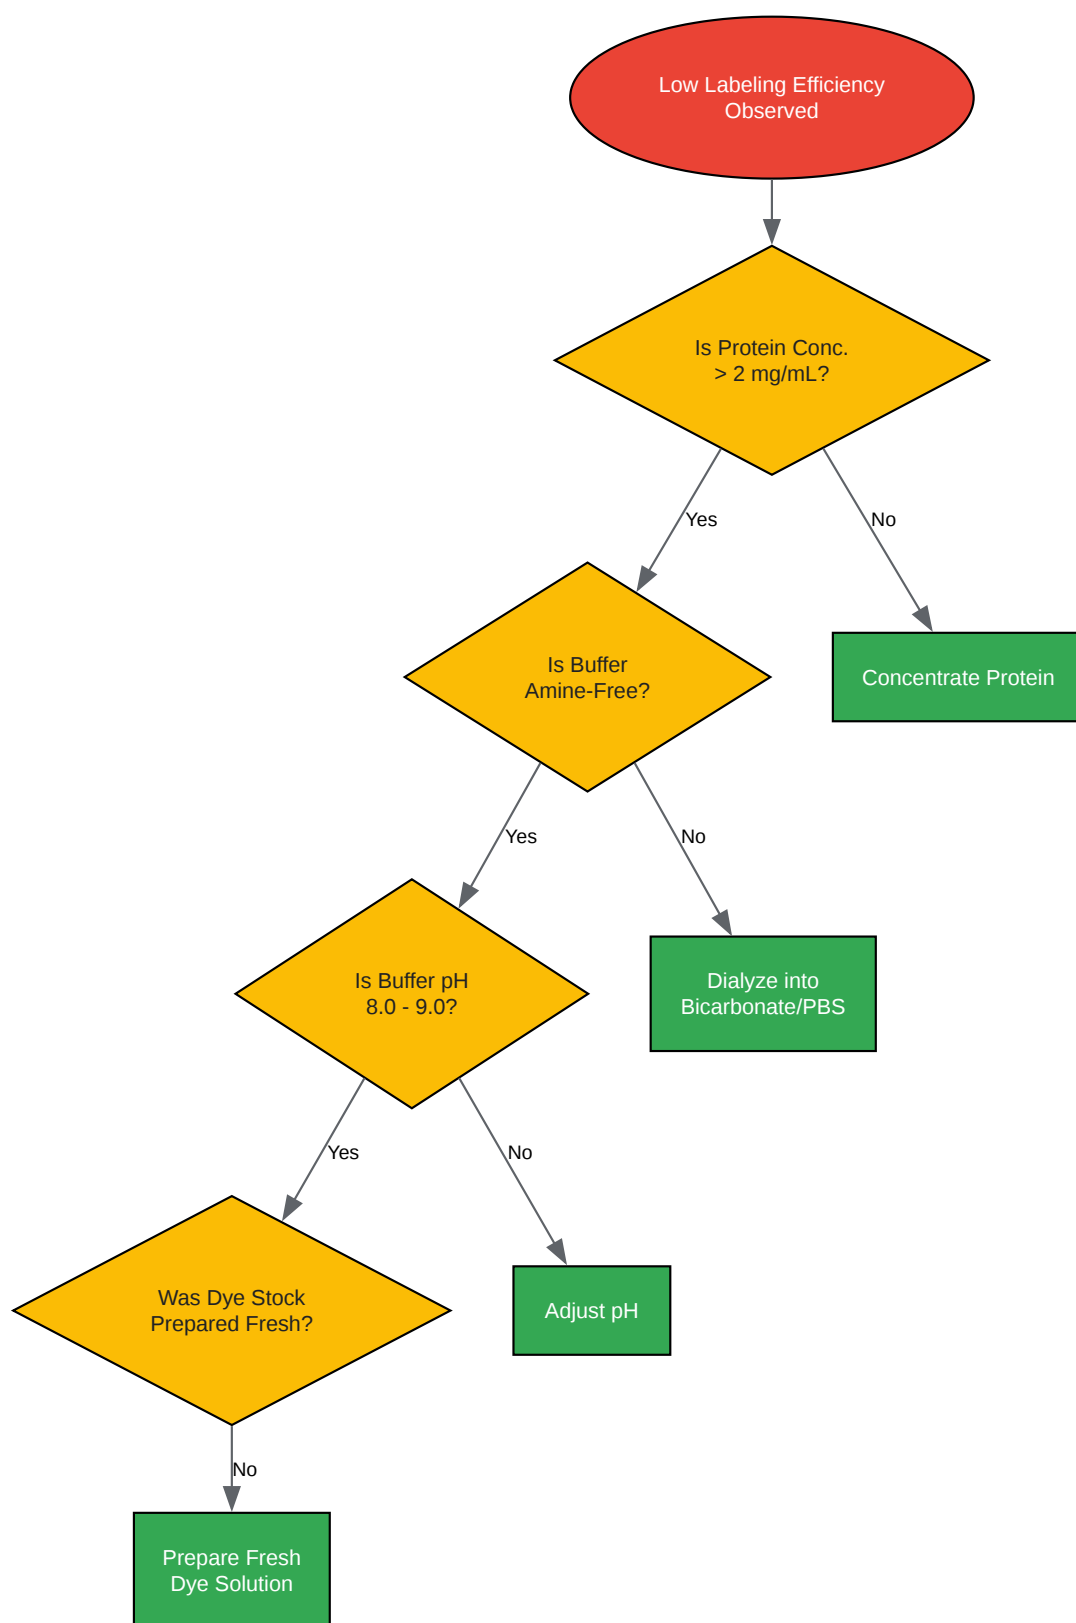 Low Labeling Efficiency
Observed
Is Protein Conc.
> 2 mg/mL?
Yes
No
Is Buffer
Amine-Free?
Concentrate Protein
Yes
No
Is Buffer pH
8.0 - 9.0?
Dialyze into
Bicarbonate/PBS
Yes
No
Was Dye Stock
Prepared Fresh?
Adjust pH
No
Prepare Fresh
Dye Solution